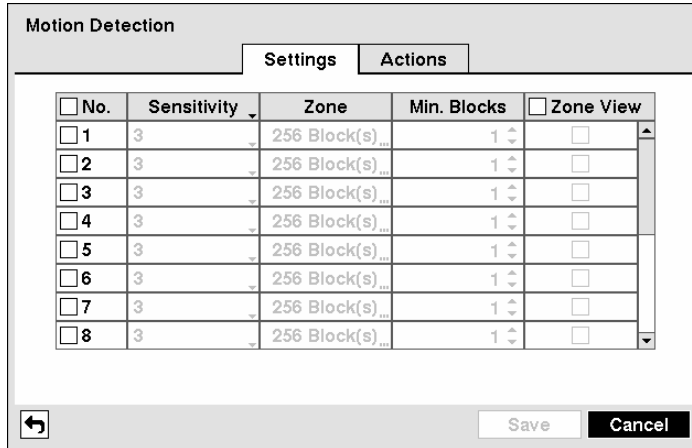 Motion Detection
Settings Actions
No. Sensitivity Zone Min. Blocks Zone View
1 3 256 Block(s)... 1
2 3 256 Block(s)... 1
3 3 256 Block(s)... 1
4 3 256 Block(s)... 1
5 3 256 Block(s)... 1
6 3 256 Block(s)... 1
7 3 256 Block(s)... 1
8 3 256 Block(s)... 1
Save Cancel